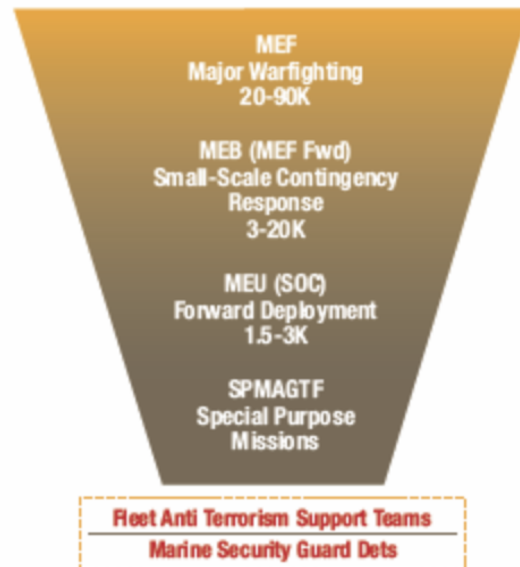 MEF
Major Warfighting
20-90K
MEB (MEF Fwd)
Small-Scale Contingency
Response
3-20K
MEU (SOC)
Forward Deployment
1.5-3K
SPMAGTF
Special Purpose
Missions
Fleet Anti Terrorism Support Teams
Marine Security Guard Dets